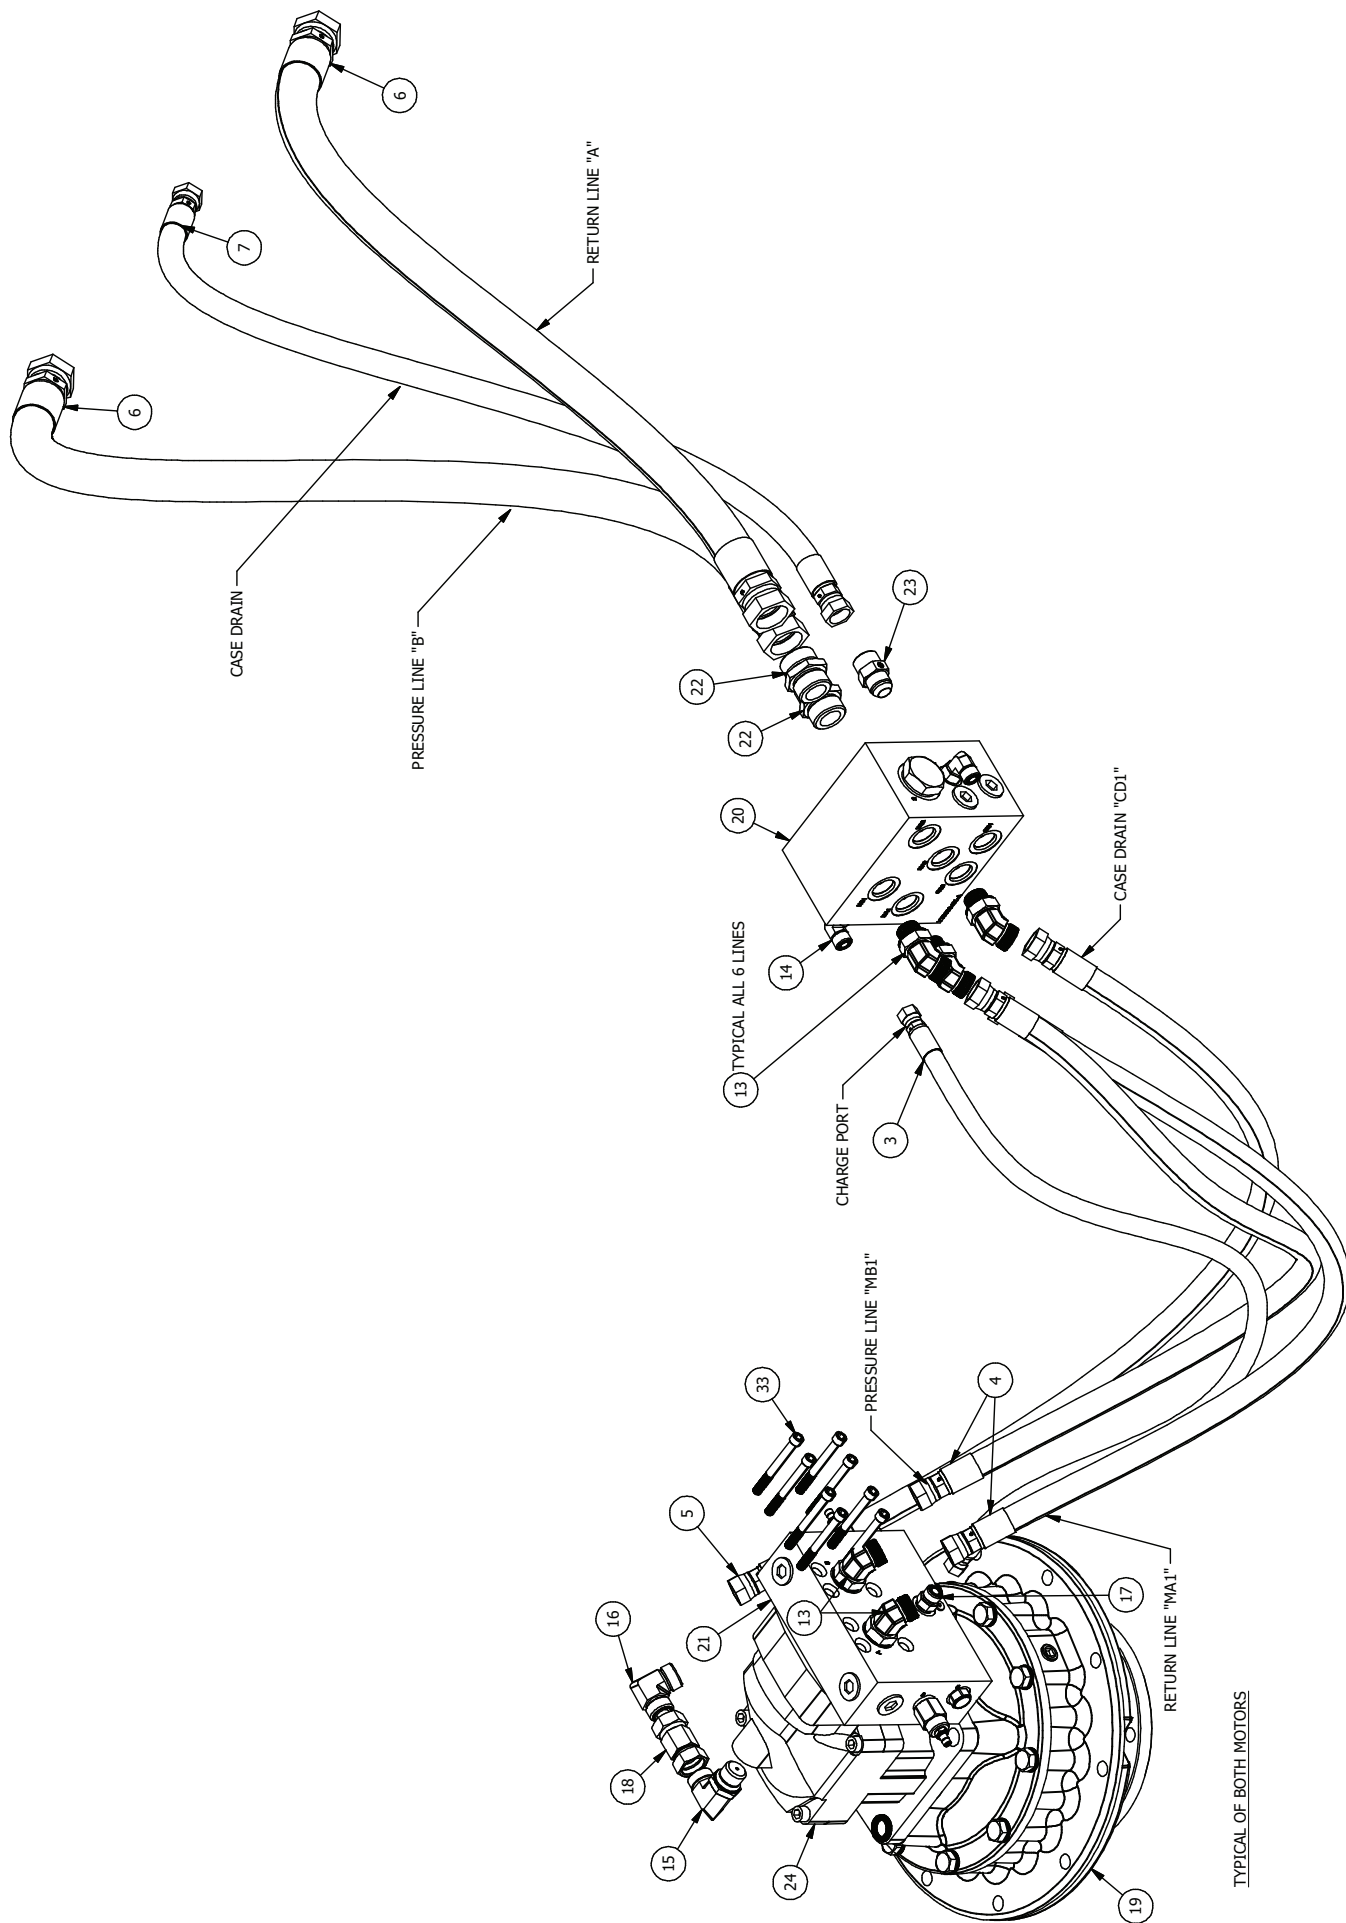 6
RETURN LINE "A"
7
6
CASE DRAIN
PRESSURE LINE "B"
23
22
22
20
CASE DRAIN "CD1"
14
TYPICAL ALL 6 LINES
13
CHARGE PORT
3
PRESSURE LINE "MB1"
4
33
5
16
21
13
17
RETURN LINE "MA1"
18
15
24
19
TYPICAL OF BOTH MOTORS